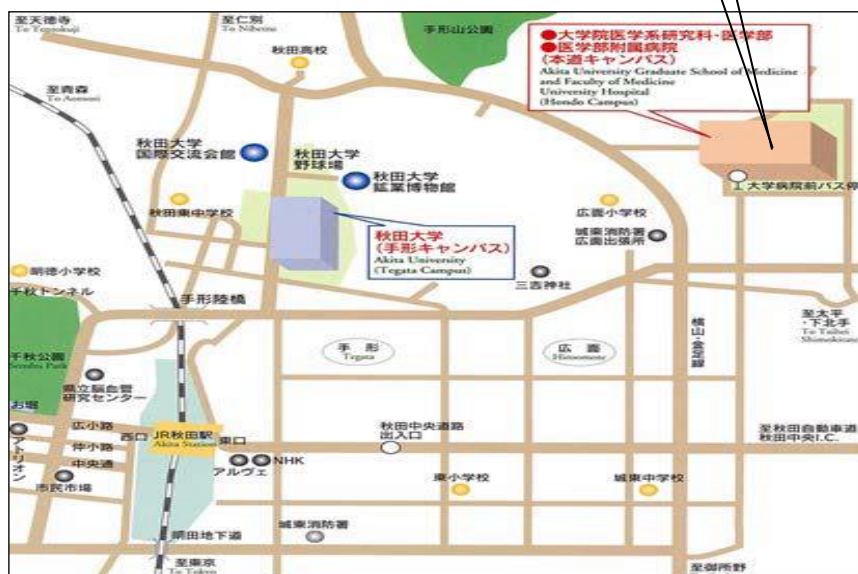 至天徳寺
To Tentokuji
至仁別
To Nibetsu
手形山公園
秋田高校
●大学院医学系研究科・医学部
●医学部附属病院
(本道キャンパス)
Akita University Graduate School of Medicine
and Faculty of Medicine
University Hospital
(Hondo Campus)
至青森
To Aomori
秋田大学
国際交流会館
秋田大学
野球場
秋田大学
鉱業博物館
大学病院前バス停
秋田東中学校
広面小学校
秋田大学
(手形キャンパス)
Akita University
(Tegata Campus)
城東消防署
広面出張所
明徳小学校
三吉神社
千秋トンネル
手形陸橋
至太平
・下北手
To Taihei
Shimokitate
横山・金足線
手形
Tegata
広面
Hiroomote
千秋公園
Senshu Park
県立脳血管
研究センター
お堀
広小路
西口
JR秋田駅
Akita Station
東口
秋田中央道路
出入口
至秋田自動車道
秋田中央I.C.
仲小路
アトリオン
中央通
アルヴェ
NHK
市民市場
東小学校
城東中学校
明田地下道
城東消防署
至東京
To Tokyo
至御所野